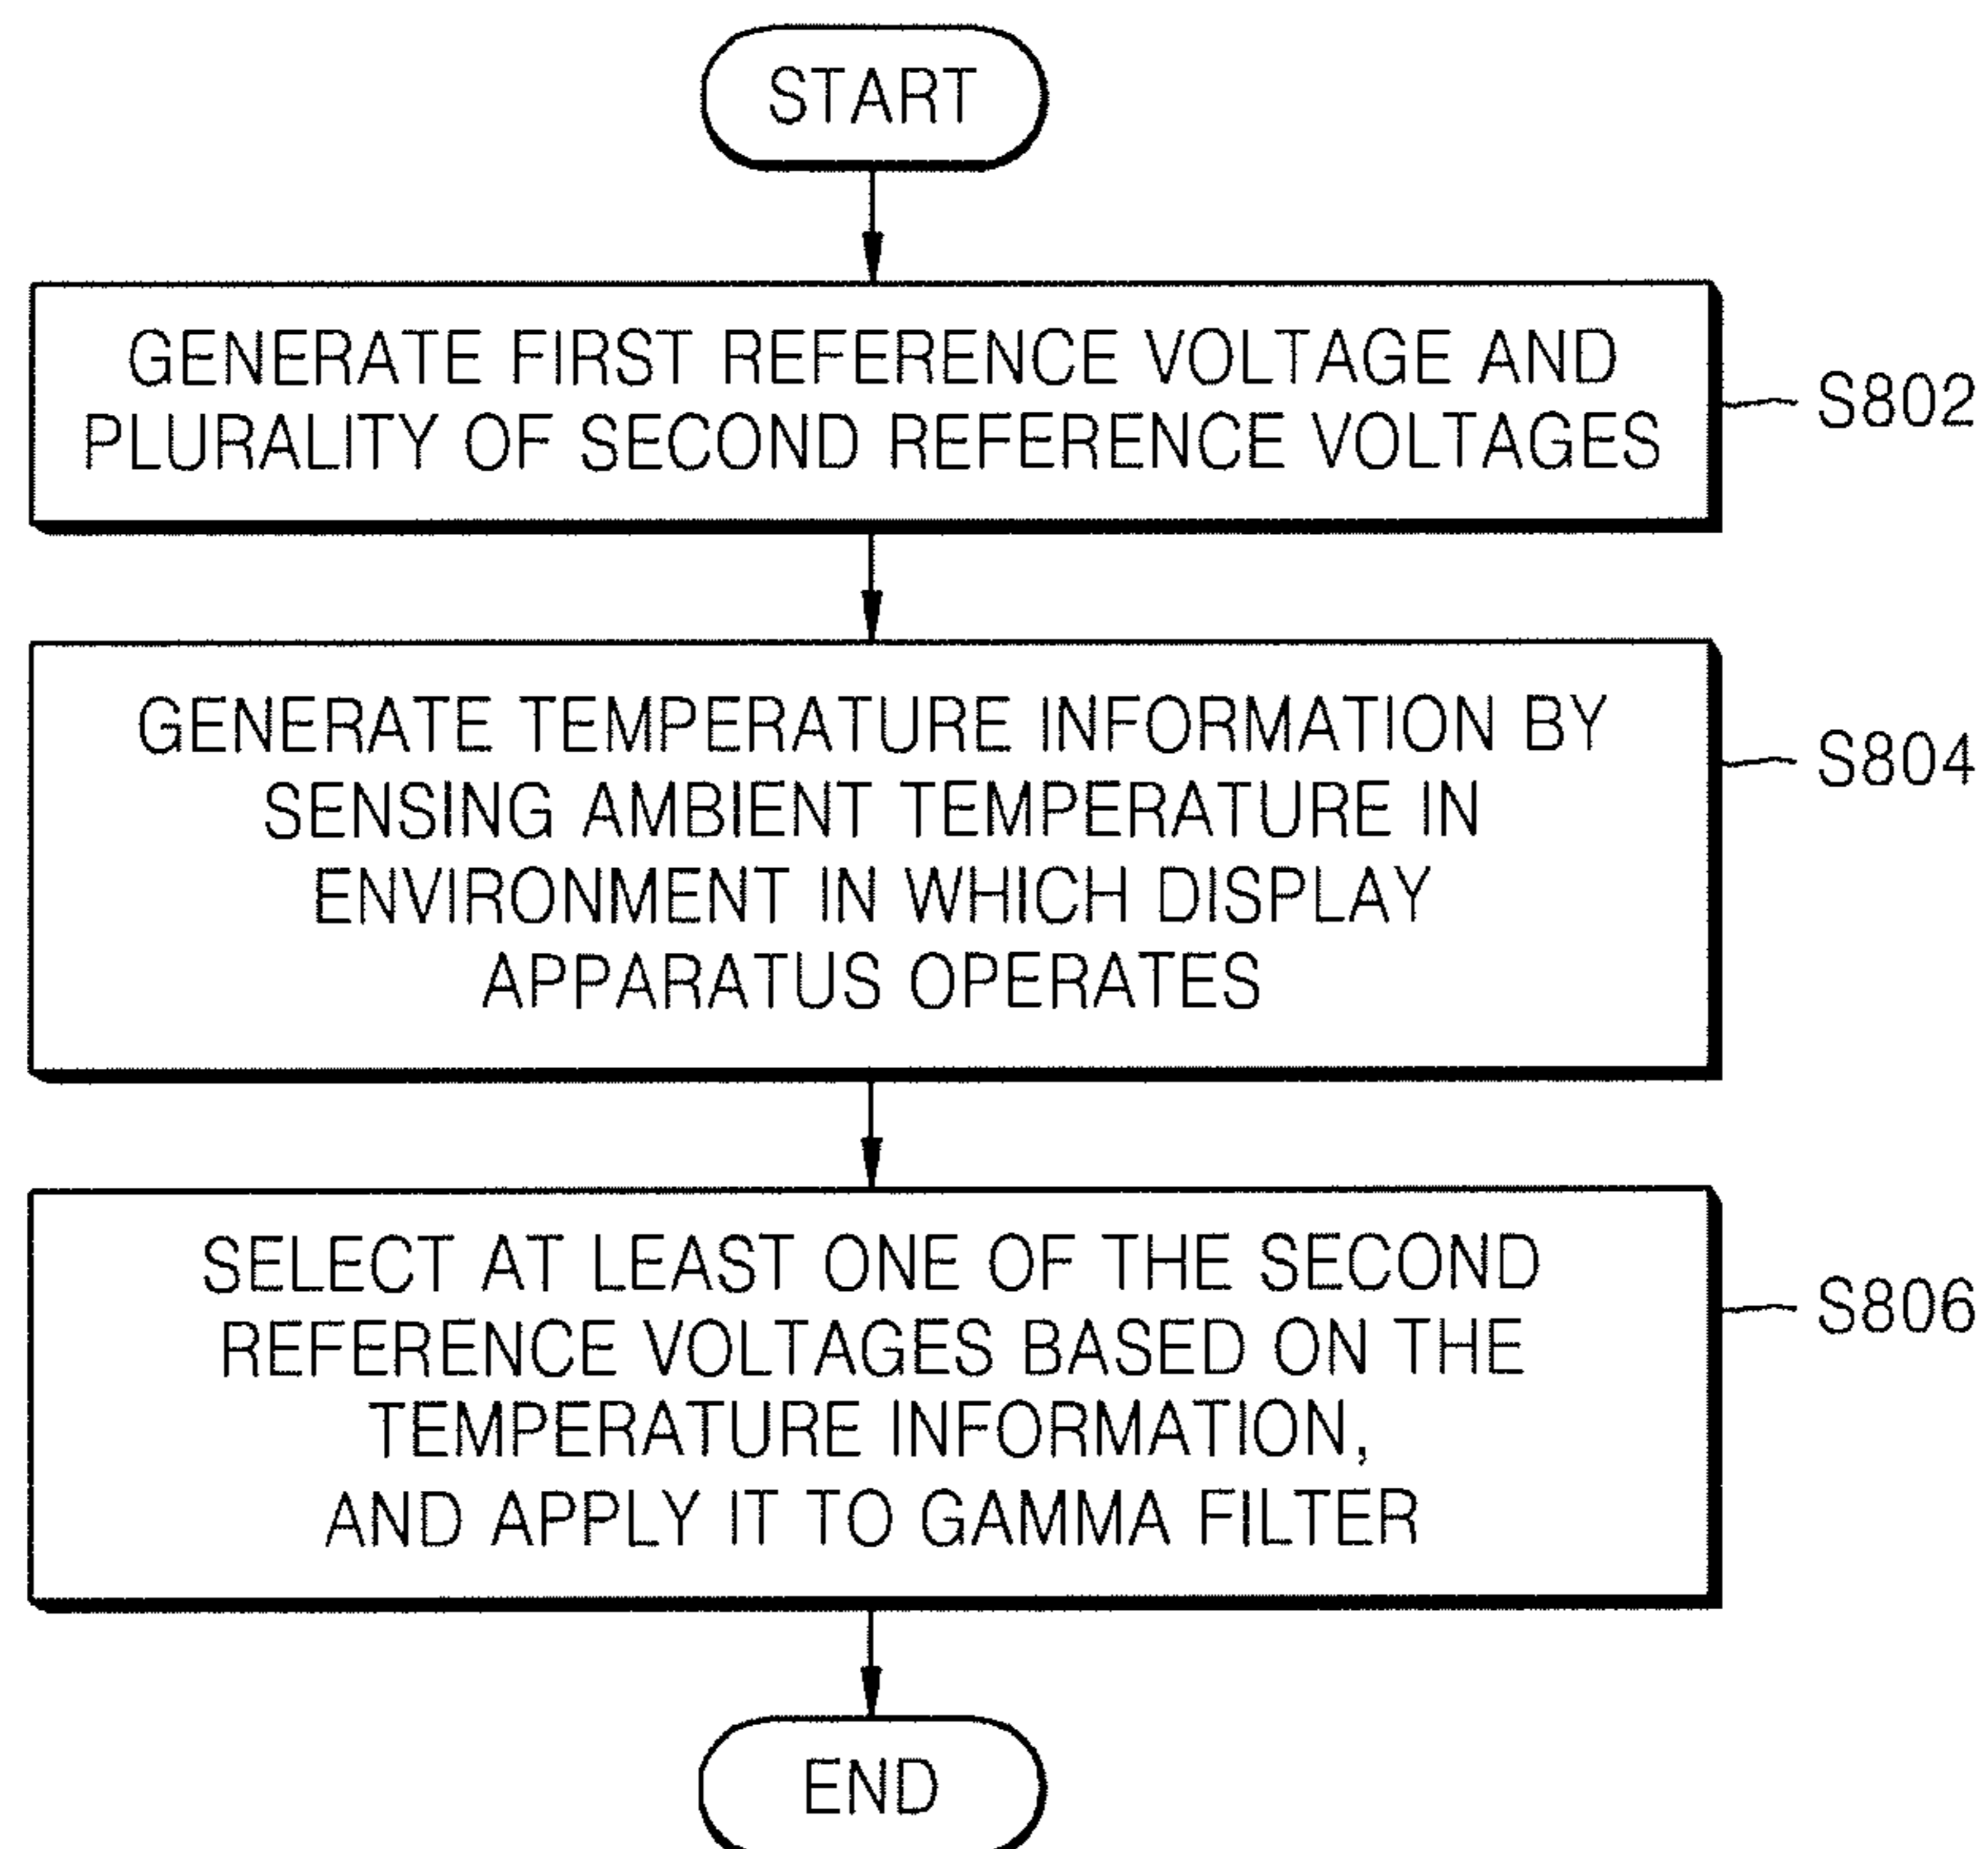 START
GENERATE FIRST REFERENCE VOLTAGE AND
PLURALITY OF SECOND REFERENCE VOLTAGES
S802
GENERATE TEMPERATURE INFORMATION BY
SENSING AMBIENT TEMPERATURE IN
ENVIRONMENT IN WHICH DISPLAY
APPARATUS OPERATES
S804
SELECT AT LEAST ONE OF THE SECOND
REFERENCE VOLTAGES BASED ON THE
TEMPERATURE INFORMATION,
AND APPLY IT TO GAMMA FILTER
S806
END